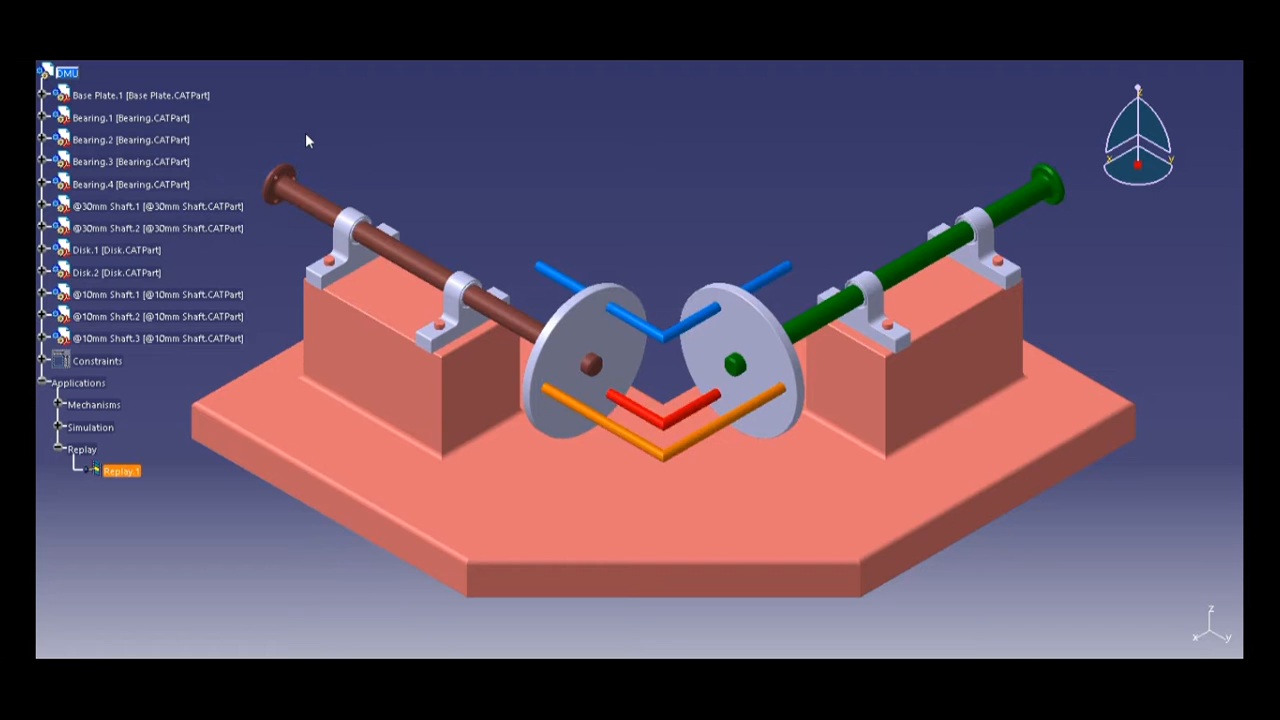 DMU
Base Plate.1 [Base Plate.CATPart]
Bearing.1 [Bearing.CATPart]
Bearing.2 [Bearing.CATPart]
Bearing.3 [Bearing.CATPart]
Bearing.4 [Bearing.CATPart]
@30mm Shaft.1 [@30mm Shaft.CATPart]
@30mm Shaft.2 [@30mm Shaft.CATPart]
Disk.1 [Disk.CATPart]
Disk.2 [Disk.CATPart]
@10mm Shaft.1 [@10mm Shaft.CATPart]
@10mm Shaft.2 [@10mm Shaft.CATPart]
@10mm Shaft.3 [@10mm Shaft.CATPart]
Constraints
Applications
Mechanisms
Simulation
Replay
Replay.1
z
x y
z
x y